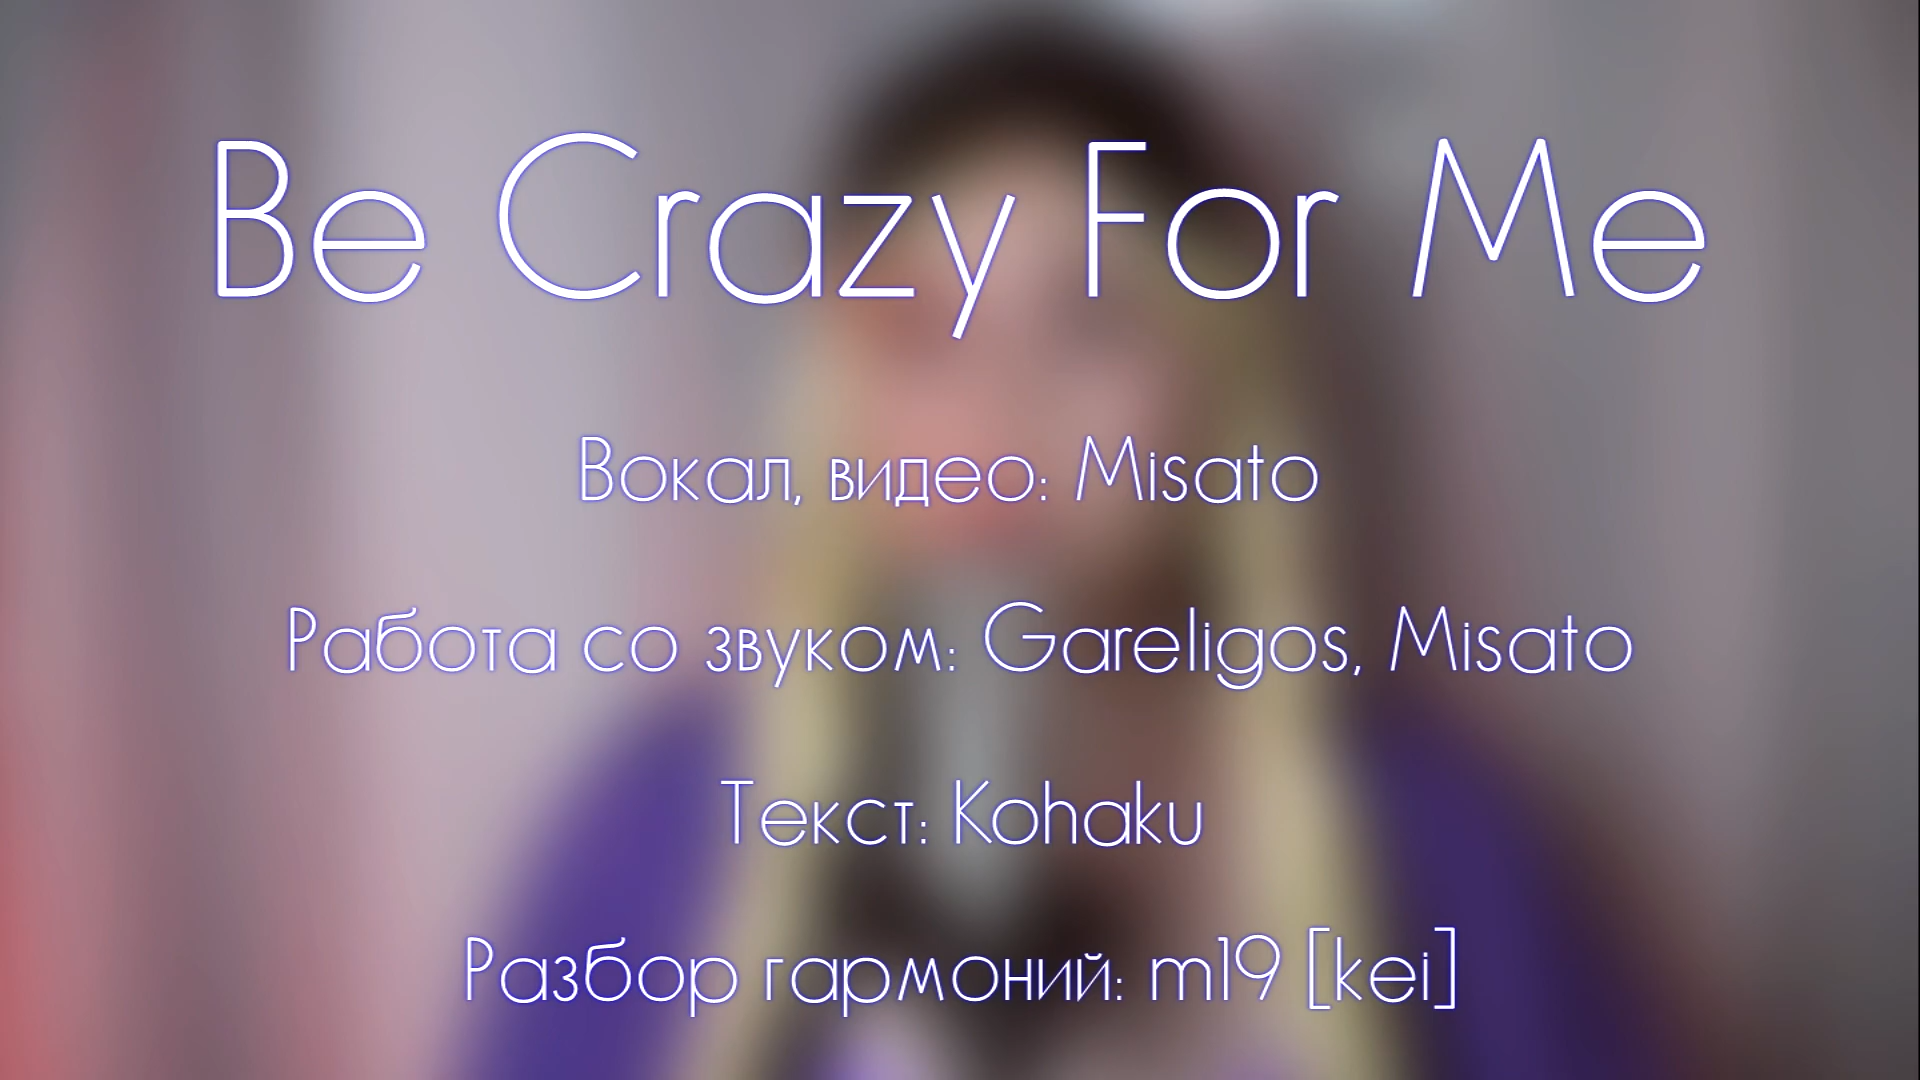 Be Crazy For Me
Вокал, видео: Misato
Работа со звуком: Gareligos, Misato
Текст: Kohaku
Разбор гармоний: m19 [kei]